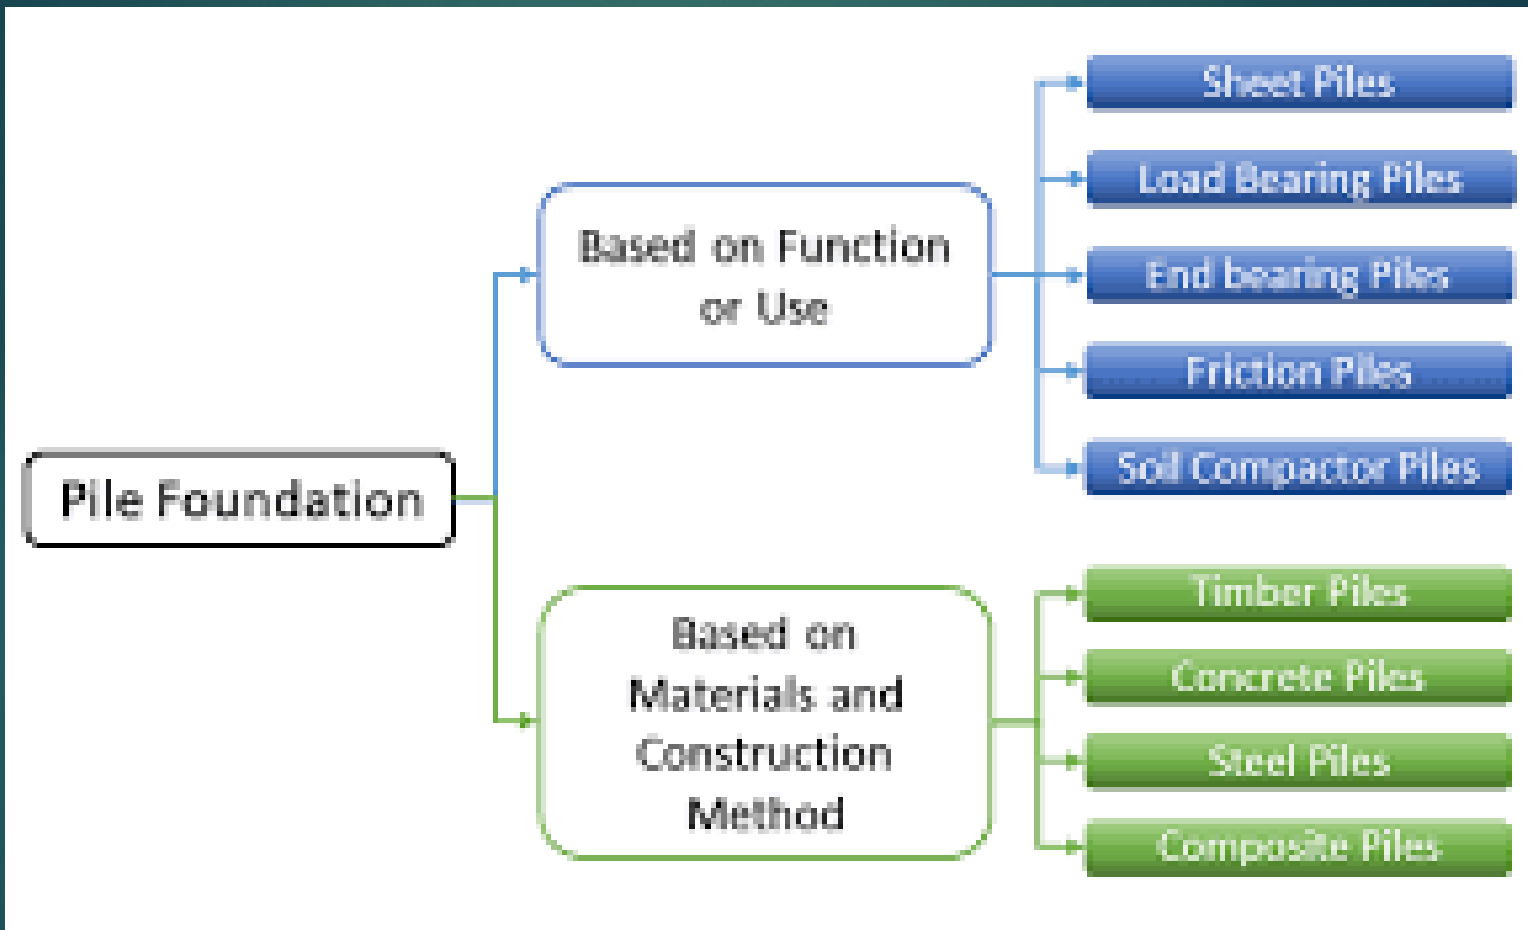 Pile Foundation
Based on Function
or Use
Sheet Piles
Load Bearing Piles
End bearing Piles
Friction Piles
Soil Compactor Piles
Based on
Materials and
Construction
Method
Timber Piles
Concrete Piles
Steel Piles
Composite Piles